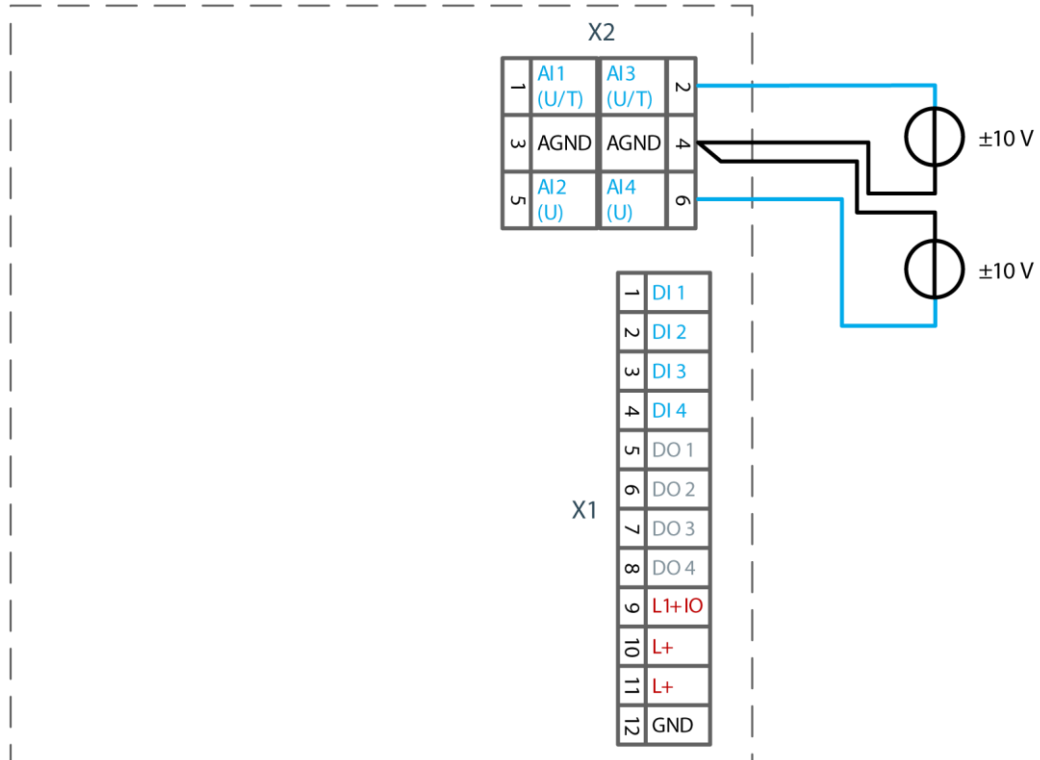 X2
1 AI1 (U/T) AI3 (U/T) 2
3 AGND AGND 4
5 AI2 (U) AI4 (U) 6
±10 V
±10 V
X1
1 DI 1
2 DI 2
3 DI 3
4 DI 4
5 DO 1
6 DO 2
7 DO 3
8 DO 4
9 L1+IO
10 L+
11 L+
12 GND